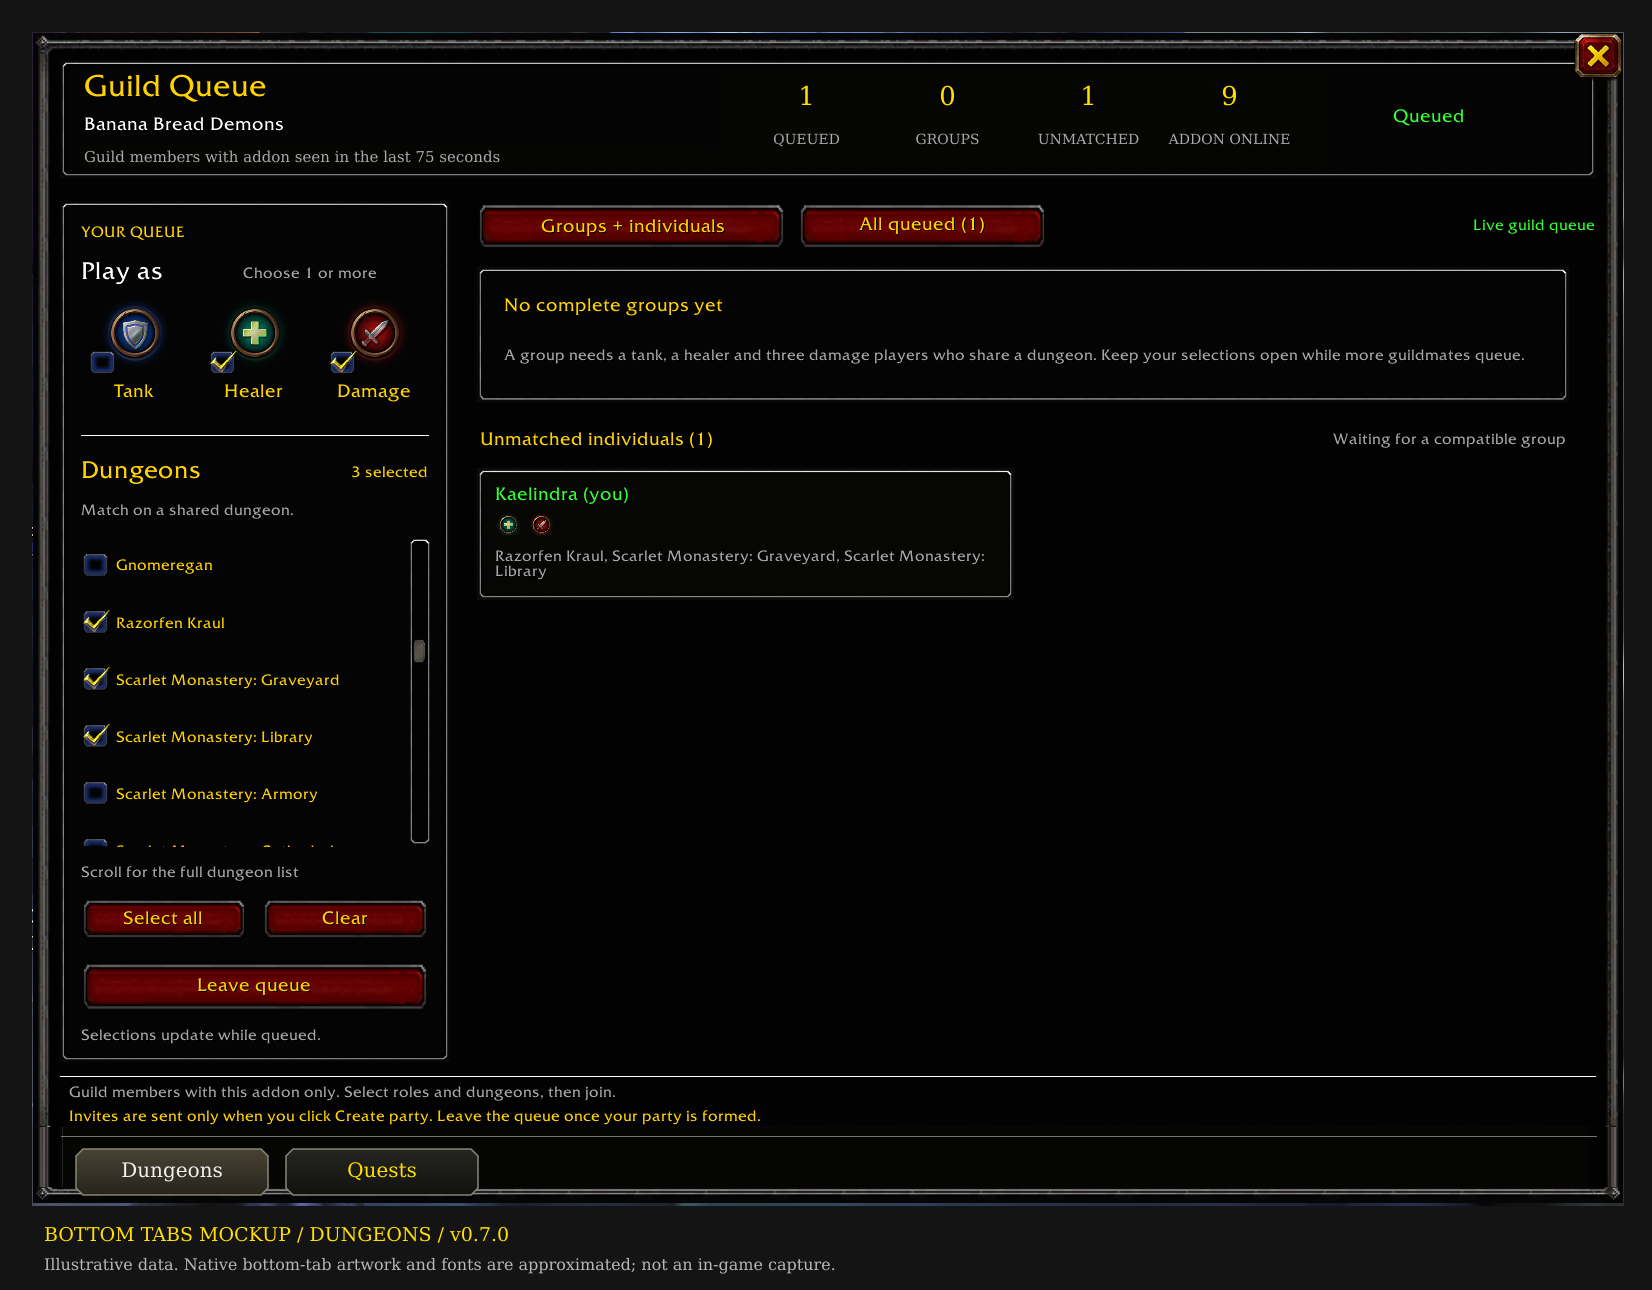 Guild Queue
Banana Bread Demons
Guild members with addon seen in the last 75 seconds
1
QUEUED
0
GROUPS
1
UNMATCHED
9
ADDON ONLINE
Queued
YOUR QUEUE
Play as
Choose 1 or more
Tank
Healer
Damage
Dungeons
3 selected
Match on a shared dungeon.
Gnomeregan
Razorfen Kraul
Scarlet Monastery: Graveyard
Scarlet Monastery: Library
Scarlet Monastery: Armory
Scroll for the full dungeon list
Select all
Clear
Leave queue
Selections update while queued.
Groups + individuals
All queued (1)
Live guild queue
No complete groups yet
A group needs a tank, a healer and three damage players who share a dungeon. Keep your selections open while more guildmates queue.
Unmatched individuals (1)
Waiting for a compatible group
Kaelindra (you)
Razorfen Kraul, Scarlet Monastery: Graveyard, Scarlet Monastery:
Library
Guild members with this addon only. Select roles and dungeons, then join.
Invites are sent only when you click Create party. Leave the queue once your party is formed.
Dungeons
Quests
BOTTOM TABS MOCKUP / DUNGEONS / v0.7.0
Illustrative data. Native bottom-tab artwork and fonts are approximated; not an in-game capture.